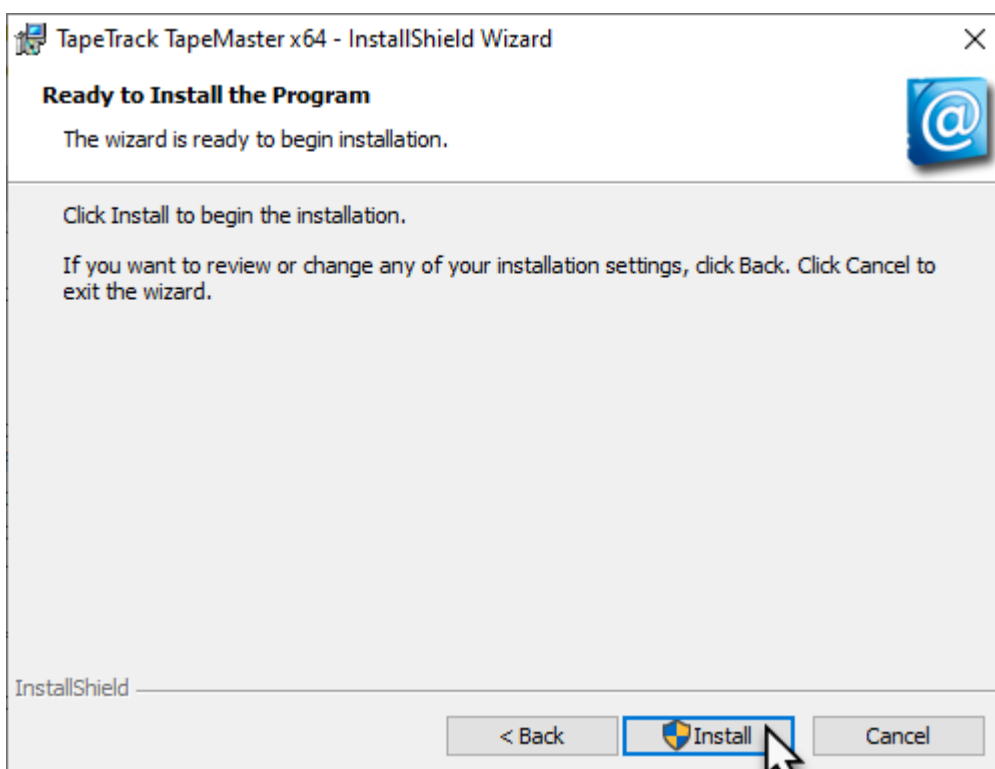 TapeTrack TapeMaster x64 - InstallShield Wizard
Ready to Install the Program
The wizard is ready to begin installation.
Click Install to begin the installation.
If you want to review or change any of your installation settings, click Back. Click Cancel to
exit the wizard.
InstallShield
< Back
Install
Cancel